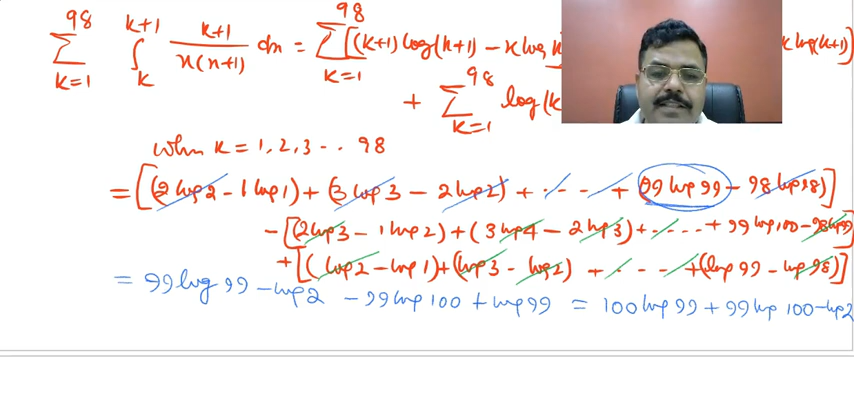 98 k+1 98
∑ ∫ k+1 / x(x+1) dx = ∑ [(k+1) log(k+1) − x log k] x log(k+1)]
k=1 k k=1
98
+ ∑ log(k
k=1
When k = 1, 2, 3 ... 98
= [(2 log 2 − 1 log 1) + (3 log 3 − 2 log 2) + ... + (99 log 99 − 98 log 98)]
− [(2 log 3 − 1 log 2) + (3 log 4 − 2 log 3) + ..... + 99 log 100 − 98 log 99]
+ [(log 2 − log 1) + (log 3 − log 2) + .... + (log 99 − log 98)]
= 99 log 99 − log 2 − 99 log 100 + log 99 = 100 log 99 + 99 log 100 − log 2